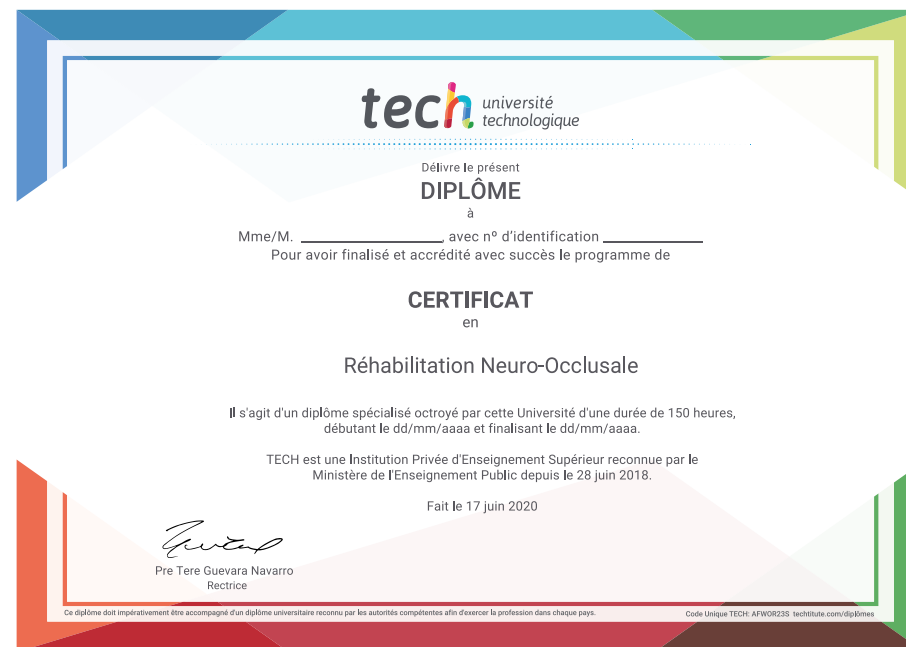 tech université
technologique
Délivre le présent
DIPLÔME
à
Mme/M. ____________________, avec nº d'identification ______________
Pour avoir finalisé et accrédité avec succès le programme de
CERTIFICAT
en
Réhabilitation Neuro-Occlusale
Il s'agit d'un diplôme spécialisé octroyé par cette Université d'une durée de 150 heures,
débutant le dd/mm/aaaa et finalisant le dd/mm/aaaa.
TECH est une Institution Privée d'Enseignement Supérieur reconnue par le
Ministère de l'Enseignement Public depuis le 28 juin 2018.
Fait le 17 juin 2020
Pre Tere Guevara Navarro
Rectrice
Ce diplôme doit impérativement être accompagné d'un diplôme universitaire reconnu par les autorités compétentes afin d'exercer la profession dans chaque pays.
Code Unique TECH: AFWOR23S techtitute.com/diplômes